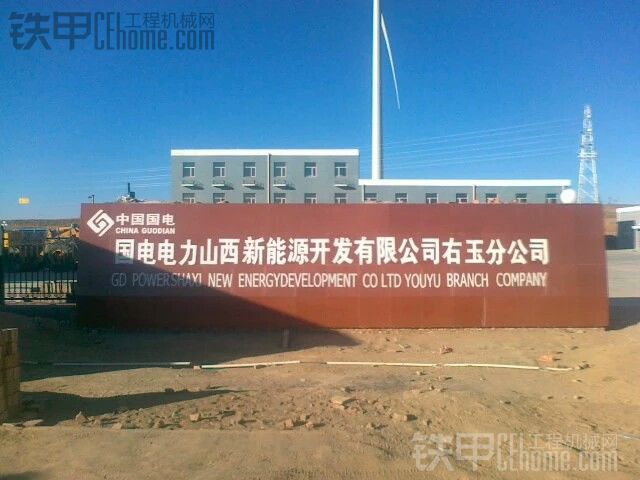 铁甲 工程机械网
CEhome.com
中国国电
CHINA GUODIAN
国电电力山西新能源开发有限公司右玉分公司
GD POWERSHAXI NEW ENERGYDEVELOPMENT CO LTD YOUYU BRANCH COMPANY
铁甲 工程机械网
CEhome.com